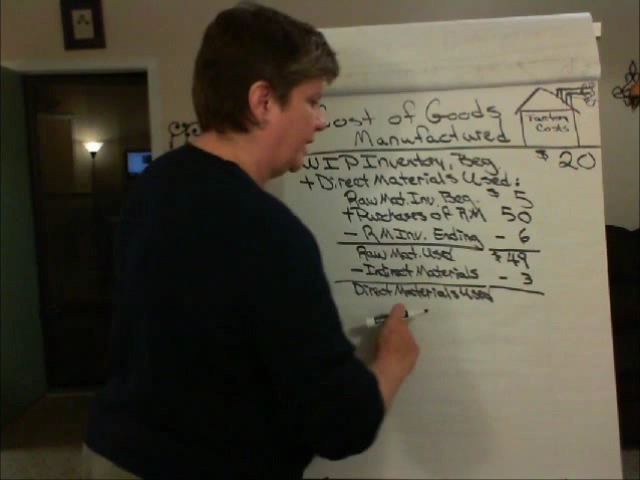 Cost of Goods
Manufactured
Factory
Costs
WIP Inventory, Beg. $ 20
+ Direct Materials Used:
Raw Mat. Inv. Beg. $ 5
+ Purchases of RM 50
- RM Inv. Ending - 6
Raw Mat. Used $ 49
- Indirect Materials - 3
Direct Materials Used